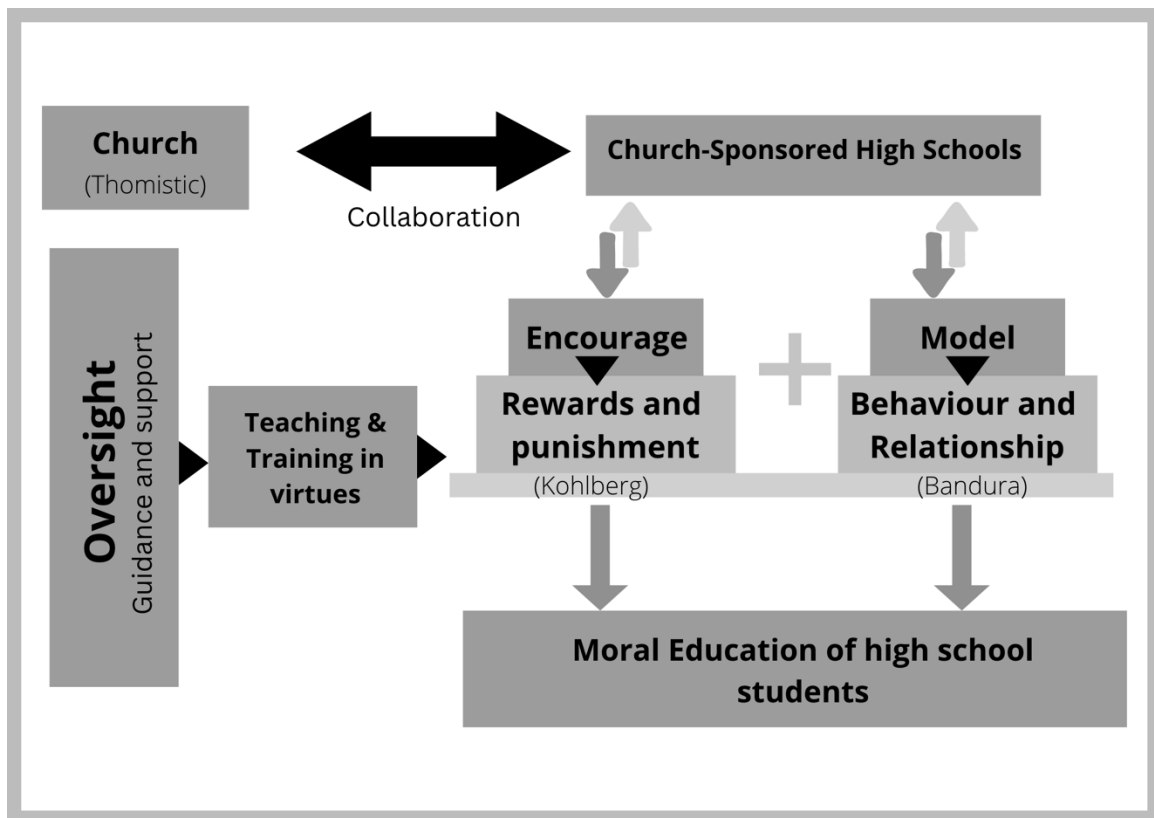 Church
(Thomistic)
Collaboration
Church-Sponsored High Schools
Oversight
Guidance and support
Teaching &
Training in
virtues
Encourage
Rewards and
punishment
(Kohlberg)
Model
Behaviour and
Relationship
(Bandura)
Moral Education of high school
students